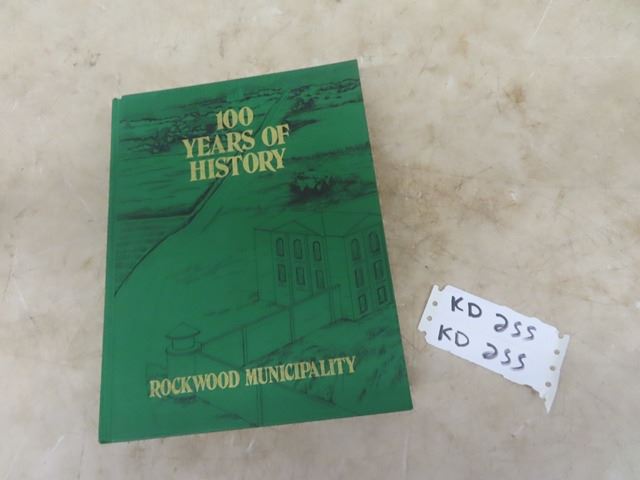 100
YEARS OF
HISTORY
ROCKWOOD MUNICIPALITY
KD 255
KD 255